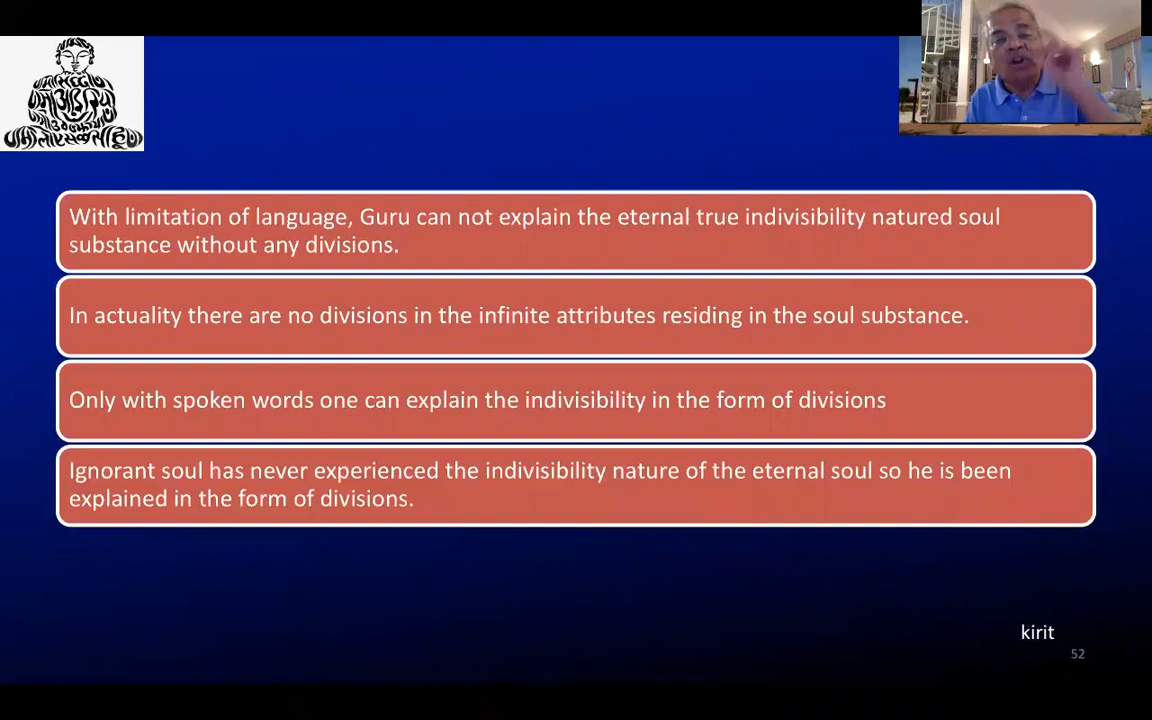 With limitation of language, Guru can not explain the eternal true indivisibility natured soul
substance without any divisions.
In actuality there are no divisions in the infinite attributes residing in the soul substance.
Only with spoken words one can explain the indivisibility in the form of divisions
Ignorant soul has never experienced the indivisibility nature of the eternal soul so he is been
explained in the form of divisions.
kirit
52